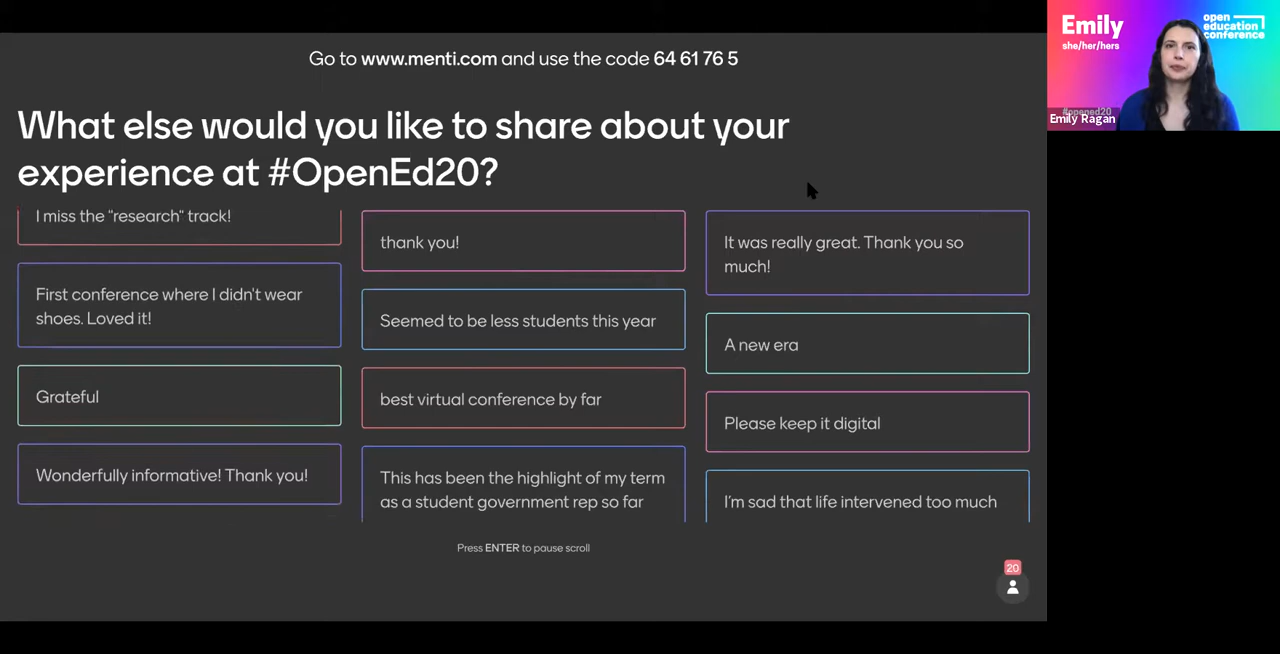 Go to www.menti.com and use the code 64 61 76 5
What else would you like to share about your
experience at #OpenEd20?
I miss the "research" track!
First conference where I didn't wear
shoes. Loved it!
Grateful
Wonderfully informative! Thank you!
thank you!
Seemed to be less students this year
best virtual conference by far
This has been the highlight of my term
as a student government rep so far
It was really great. Thank you so
much!
A new era
Please keep it digital
I'm sad that life intervened too much
Press ENTER to pause scroll
20
Emily
she/her/hers
open
education
conference
#opened20
Emily Ragan